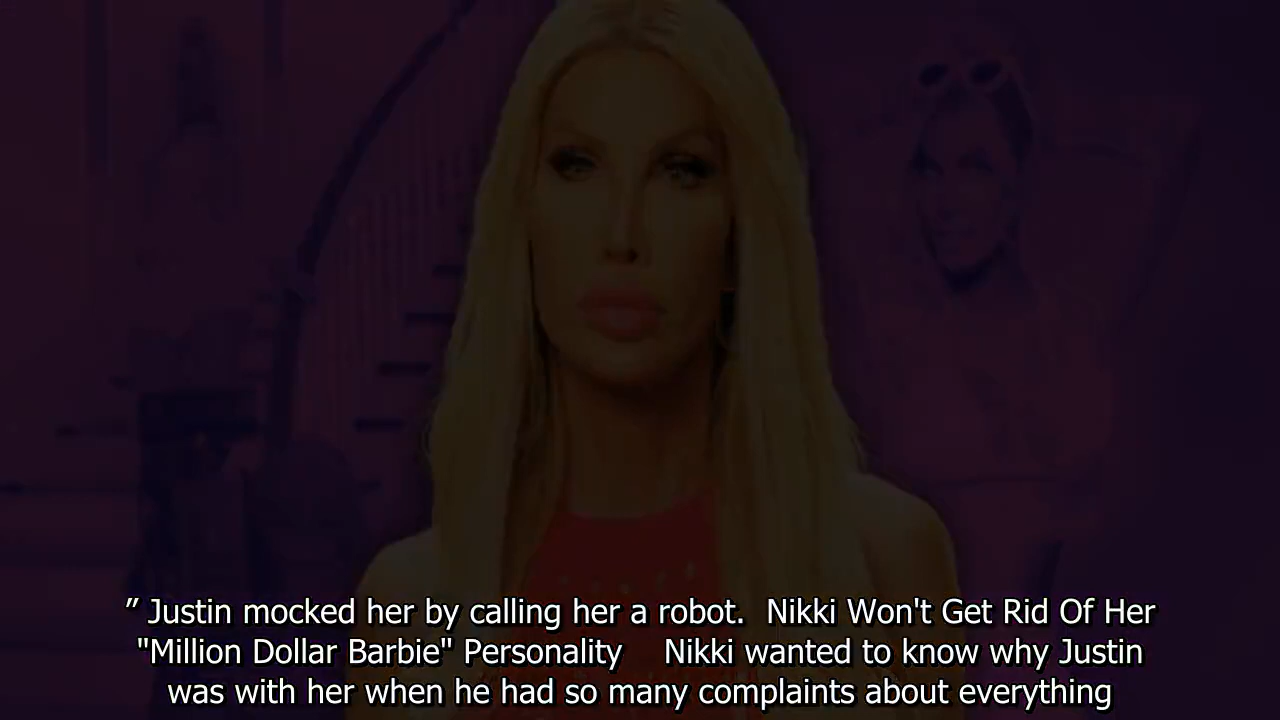 ” Justin mocked her by calling her a robot.  Nikki Won't Get Rid Of Her
"Million Dollar Barbie" Personality    Nikki wanted to know why Justin
was with her when he had so many complaints about everything